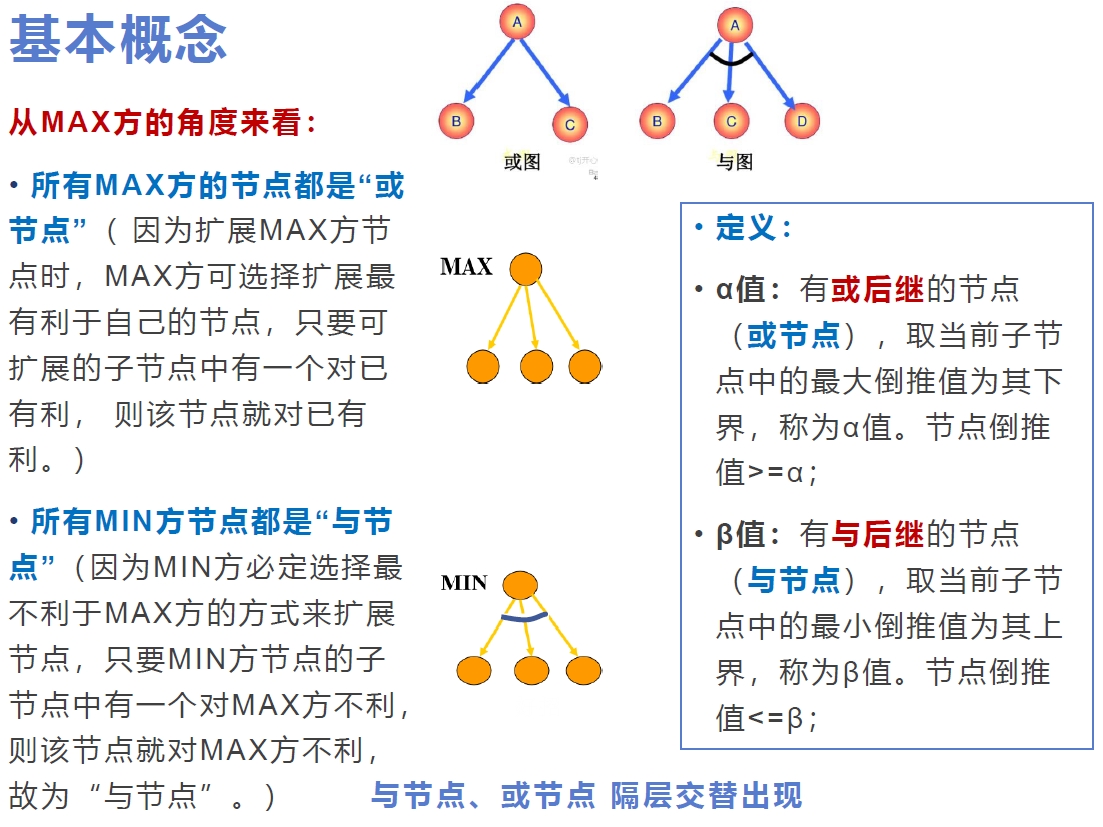 基本概念
从MAX方的角度来看：
• 所有MAX方的节点都是“或
节点”（ 因为扩展MAX方节
点时，MAX方可选择扩展最
有利于自己的节点，只要可
扩展的子节点中有一个对已
有利， 则该节点就对已有
利。）
• 所有MIN方节点都是“与节
点”（因为MIN方必定选择最
不利于MAX方的方式来扩展
节点，只要MIN方节点的子
节点中有一个对MAX方不利，
则该节点就对MAX方不利，
故为“与节点”。）
A
B
C
或图
A
B
C
D
与图
MAX
MIN
• 定义：
• α值：有或后继的节点
（或节点），取当前子节
点中的最大倒推值为其下
界，称为α值。节点倒推
值>=α；
• β值：有与后继的节点
（与节点），取当前子节
点中的最小倒推值为其上
界，称为β值。节点倒推
值<=β；
与节点、或节点 隔层交替出现